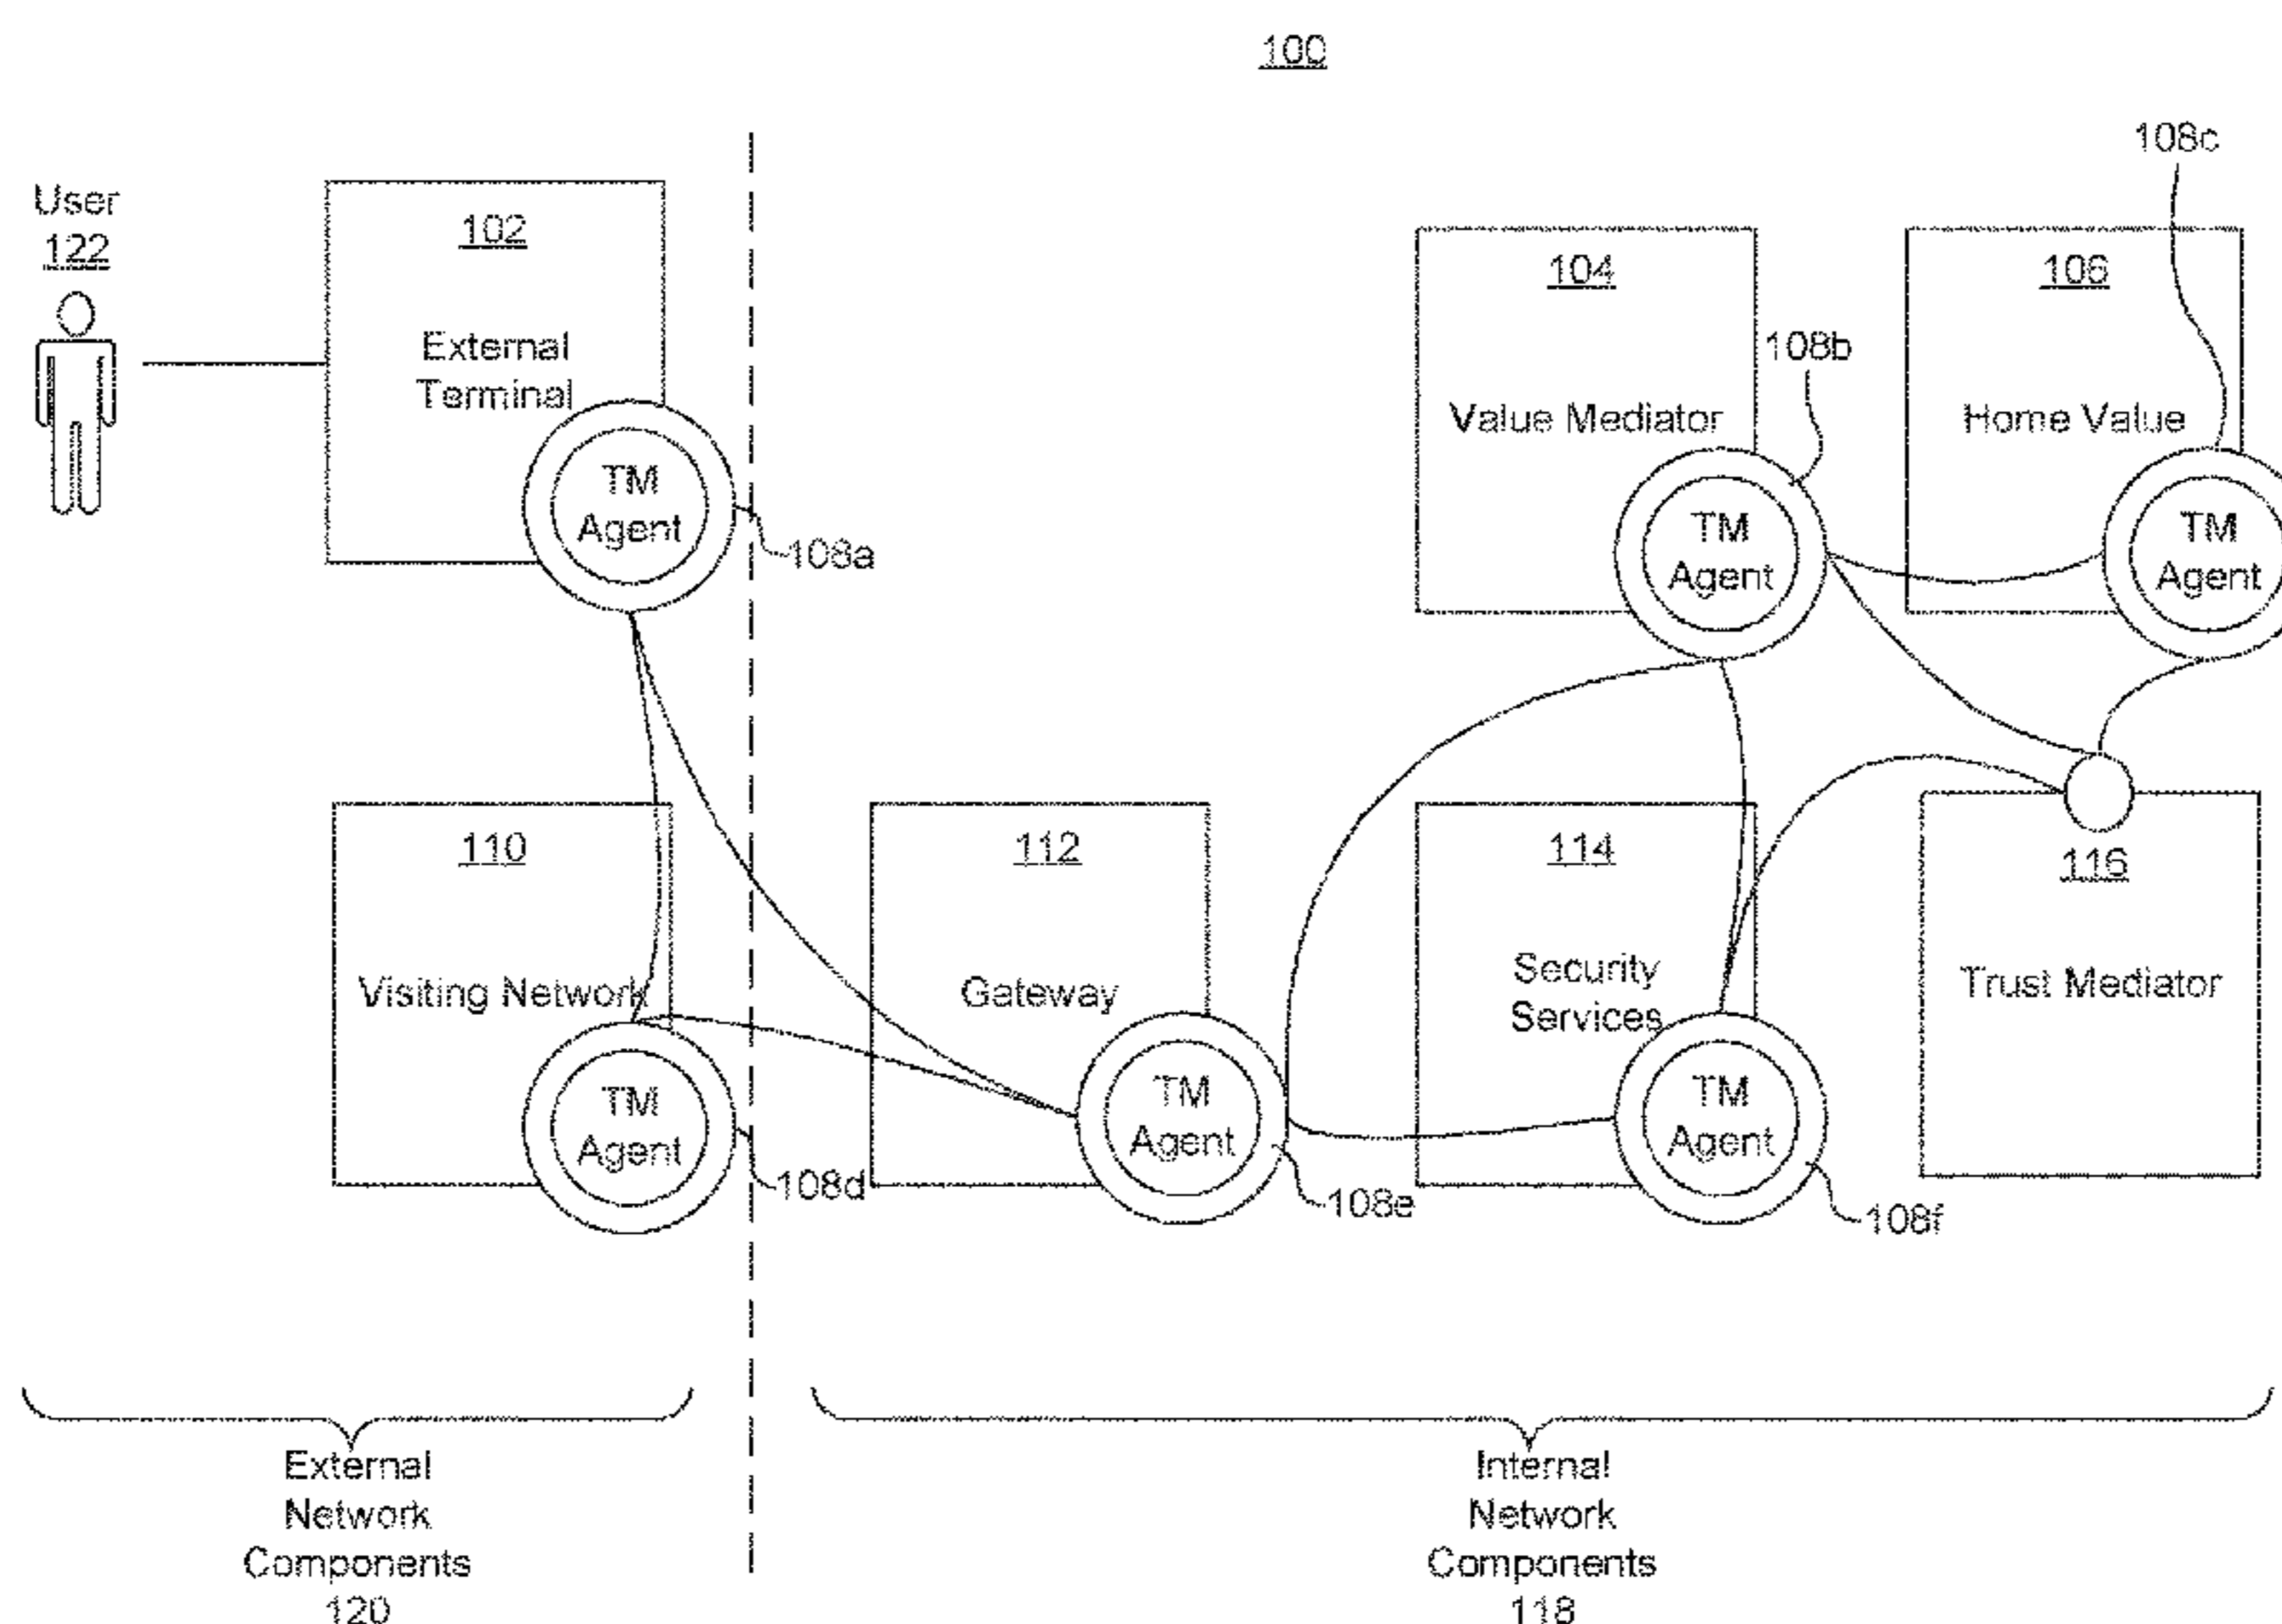 100
108c
User
122
102
External
Terminal
TM
Agent
108a
104
Value Mediator
108b
TM
Agent
106
Home Value
TM
Agent
110
Visiting Network
TM
Agent
108d
112
Gateway
TM
Agent
108e
114
Security
Services
TM
Agent
108f
116
Trust Mediator
External
Network
Components
120
Internal
Network
Components
118